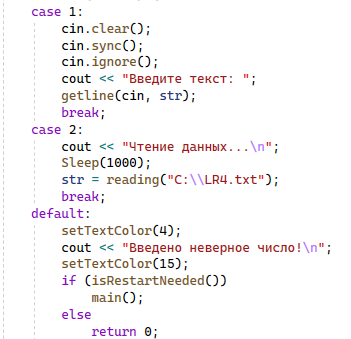 case 1:
    cin.clear();
    cin.sync();
    cin.ignore();
    cout << "Введите текст: ";
    getline(cin, str);
    break;
case 2:
    cout << "Чтение данных...\n";
    Sleep(1000);
    str = reading("C:\\LR4.txt");
    break;
default:
    setTextColor(4);
    cout << "Введено неверное число!\n";
    setTextColor(15);
    if (isRestartNeeded())
        main();
    else
        return 0;